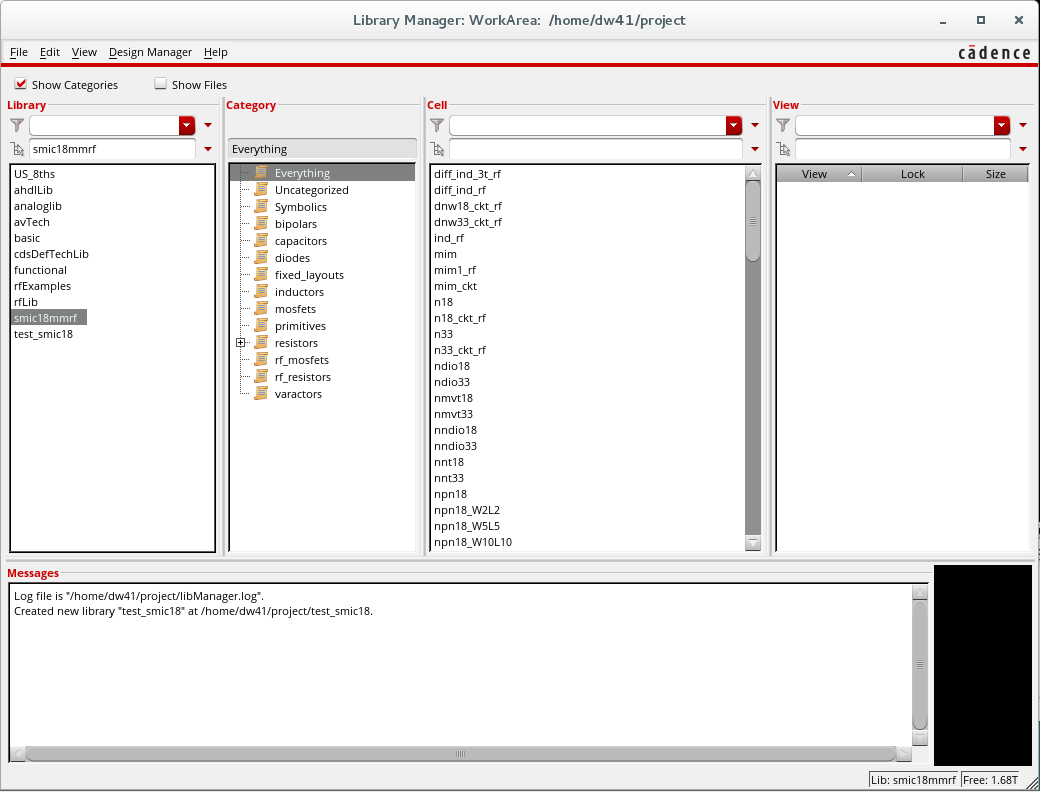 Library Manager: WorkArea: /home/dw41/project
File Edit View Design Manager Help
cādence
Show Categories Show Files
Library
smic18mmrf
US_8ths
ahdlLib
analoglib
avTech
basic
cdsDefTechLib
functional
rfExamples
rfLib
smic18mmrf
test_smic18
Category
Everything
Everything
Uncategorized
Symbolics
bipolars
capacitors
diodes
fixed_layouts
inductors
mosfets
primitives
resistors
rf_mosfets
rf_resistors
varactors
Cell
diff_ind_3t_rf
diff_ind_rf
dnw18_ckt_rf
dnw33_ckt_rf
ind_rf
mim
mim1_rf
mim_ckt
n18
n18_ckt_rf
n33
n33_ckt_rf
ndio18
ndio33
nmvt18
nmvt33
nndio18
nndio33
nnt18
nnt33
npn18
npn18_W2L2
npn18_W5L5
npn18_W10L10
View
View Lock Size
Messages
Log file is "/home/dw41/project/libManager.log".
Created new library "test_smic18" at /home/dw41/project/test_smic18.
Lib: smic18mmrf Free: 1.68T